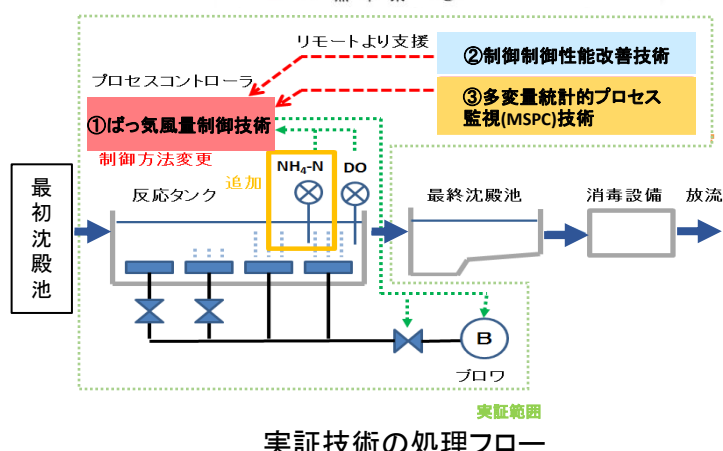 リモートより支援
②制御制御性能改善技術
プロセスコントローラ
①ばっ気風量制御技術
③多変量統計的プロセス
監視(MSPC)技術
制御方法変更
追加
NH4-N
DO
最初沈殿池
反応タンク
最終沈殿池
消毒設備
放流
B
ブロワ
実証範囲
実証技術の処理フロー